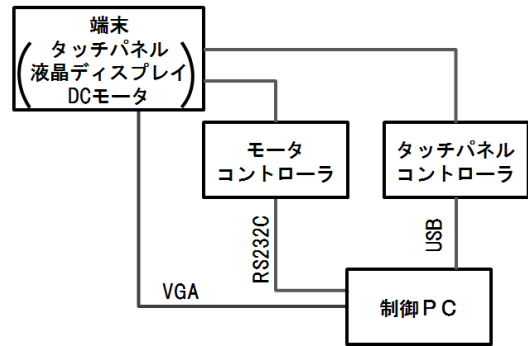 端末
タッチパネル
液晶ディスプレイ
DCモータ
モータ
コントローラ
タッチパネル
コントローラ
RS232C
USB
VGA
制御PC